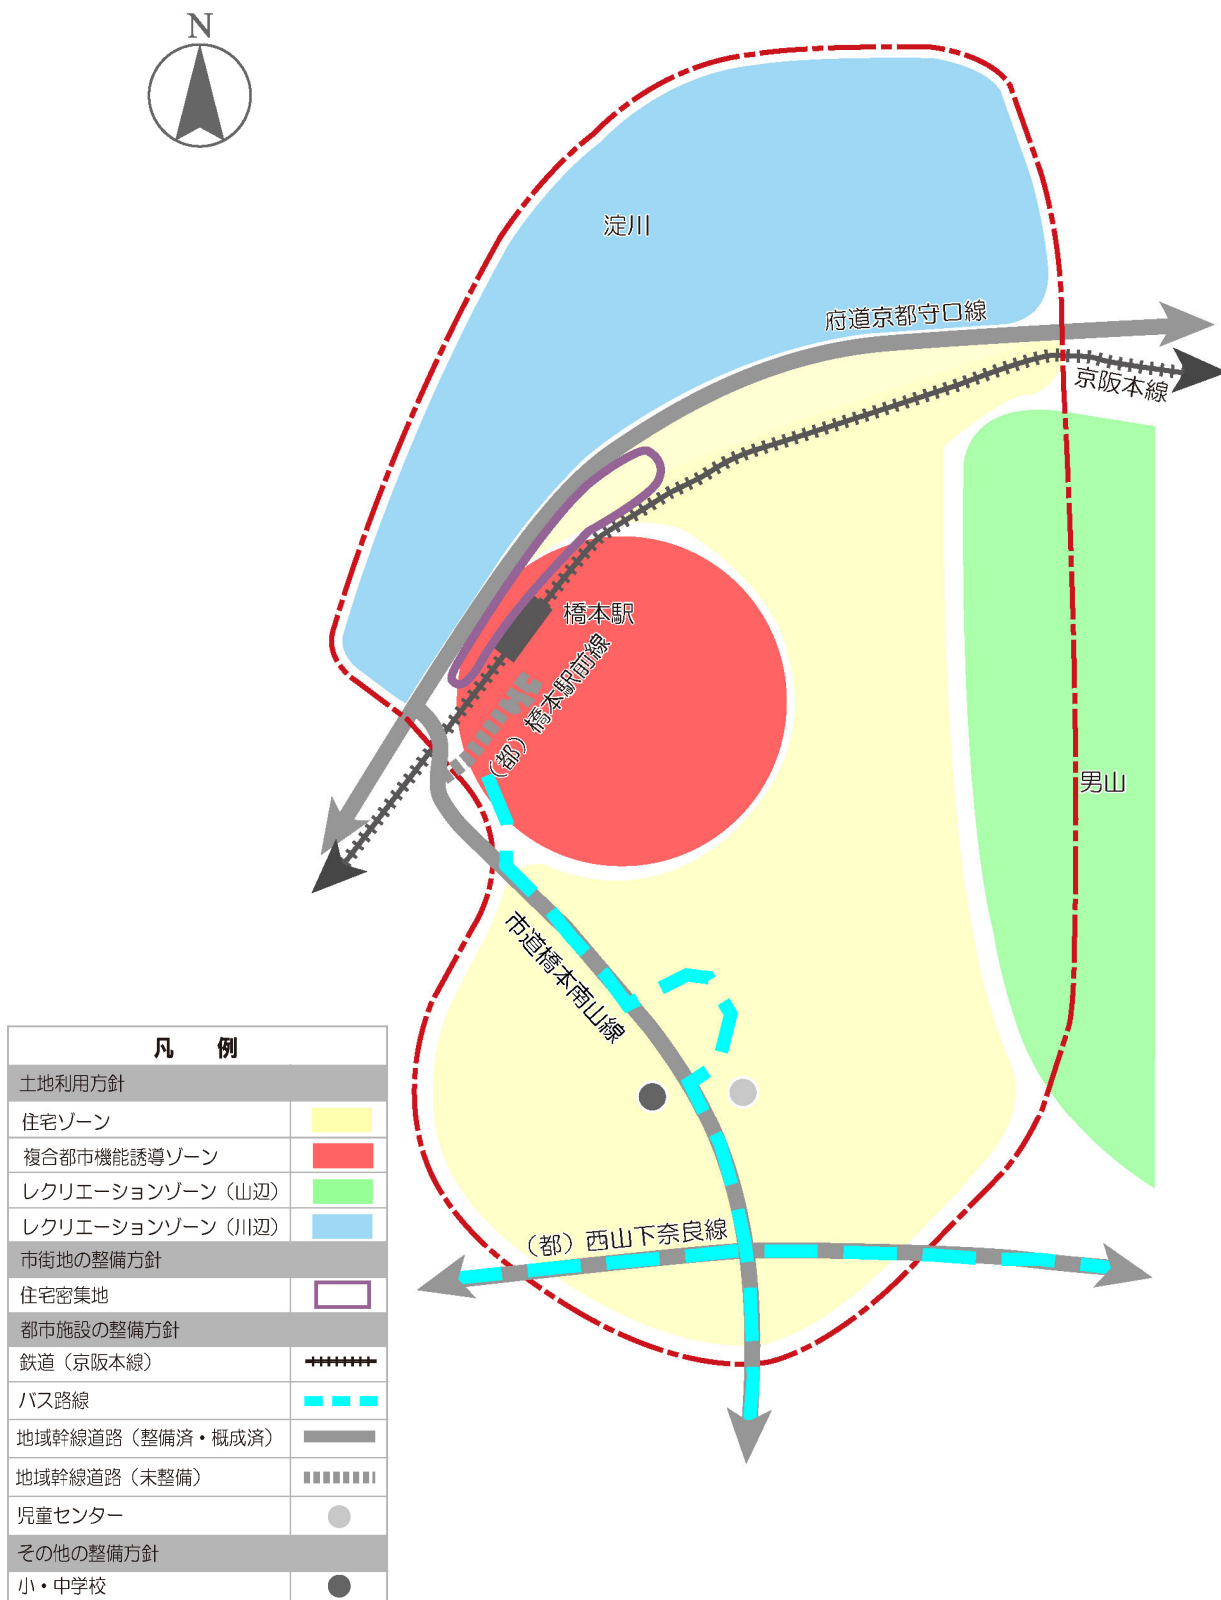 N
淀川
府道京都守口線
京阪本線
橋本駅
（都）橋本駅前線
男山
市道橋本南山線
（都）西山下奈良線
凡 例
土地利用方針
住宅ゾーン
複合都市機能誘導ゾーン
レクリエーションゾーン（山辺）
レクリエーションゾーン（川辺）
市街地の整備方針
住宅密集地
都市施設の整備方針
鉄道（京阪本線）
バス路線
地域幹線道路（整備済・概成済）
地域幹線道路（未整備）
児童センター
その他の整備方針
小・中学校